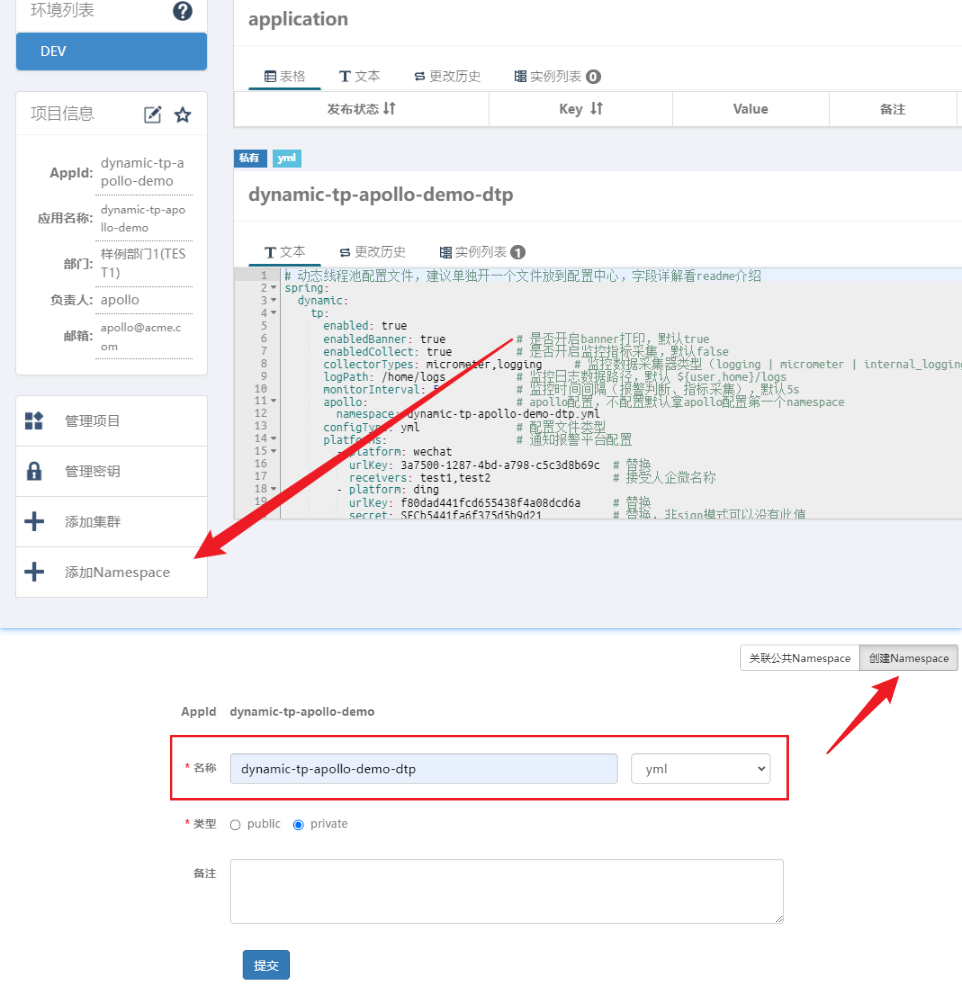 环境列表
DEV
项目信息
AppId: dynamic-tp-a
pollo-demo
应用名称: dynamic-tp-apo
llo-demo
部门: 样例部门1(TES
T1)
负责人: apollo
邮箱: apollo@acme.c
om
管理项目
管理密钥
添加集群
添加Namespace
application
表格 文本 更改历史 实例列表 0
发布状态 Key Value 备注
私有 yml
dynamic-tp-apollo-demo-dtp
文本 更改历史 实例列表 1
1 # 动态线程池配置文件，建议单独开一个文件放到配置中心，字段详解看readme介绍
2 spring:
3 dynamic:
4 tp:
5 enabled: true
6 enabledBanner: true # 是否开启banner打印，默认true
7 enabledCollect: true # 是否开启监控指标采集，默认false
8 collectorTypes: micrometer,logging # 监控数据采集器类型（logging | micrometer | internal_logging
9 logPath: /home/logs # 监控日志数据路径，默认 ${user.home}/logs
10 monitorInterval: # 监控时间间隔（报警判断、指标采集），默认5s
11 apollo: # apollo配置，不配置默认拿apollo配置第一个namespace
12 namespace: dynamic-tp-apollo-demo-dtp.yml
13 configType: yml # 配置文件类型
14 platforms: # 通知报警平台配置
15 - platform: wechat
16 urlKey: 3a7500-1287-4bd-a798-c5c3d8b69c # 替换
17 receivers: test1,test2 # 接受人企微名称
18 - platform: ding
19 urlKey: f80dad441fcd655438f4a08dcd6a # 替换
secret: SECb5441fa6f375d5b9d21 # 替换，非sign模式可以没有此值
关联公共Namespace 创建Namespace
AppId dynamic-tp-apollo-demo
* 名称 dynamic-tp-apollo-demo-dtp yml
* 类型 public private
备注
提交